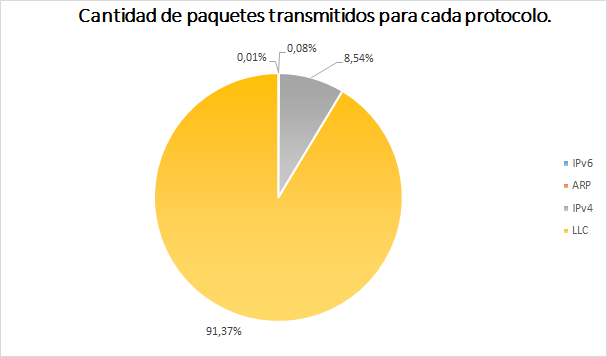 Cantidad de paquetes transmitidos para cada protocolo.
0,01%
0,08%
8,54%
IPv6
ARP
IPv4
LLC
91,37%